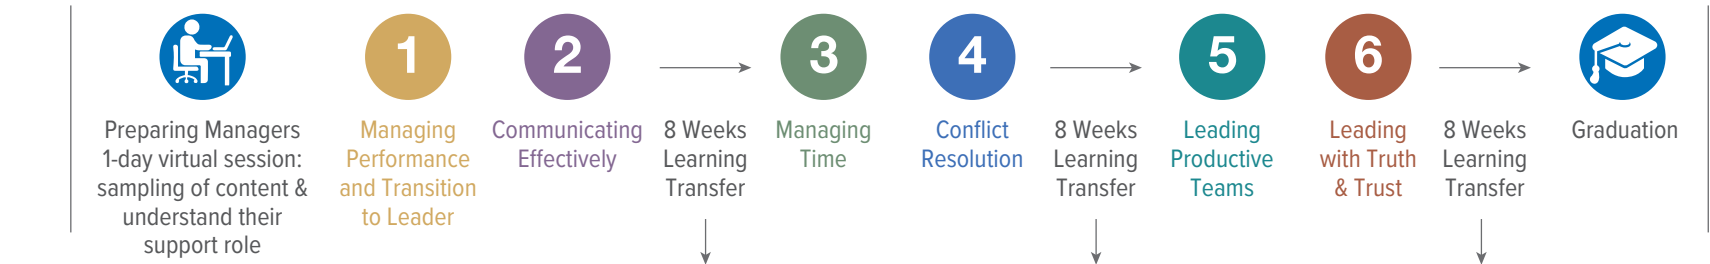 Preparing Managers
1-day virtual session:
sampling of content &
understand their
support role
1
Managing
Performance
and Transition
to Leader
2
Communicating
Effectively
8 Weeks
Learning
Transfer
3
Managing
Time
4
Conflict
Resolution
8 Weeks
Learning
Transfer
5
Leading
Productive
Teams
6
Leading
with Truth
& Trust
8 Weeks
Learning
Transfer
Graduation